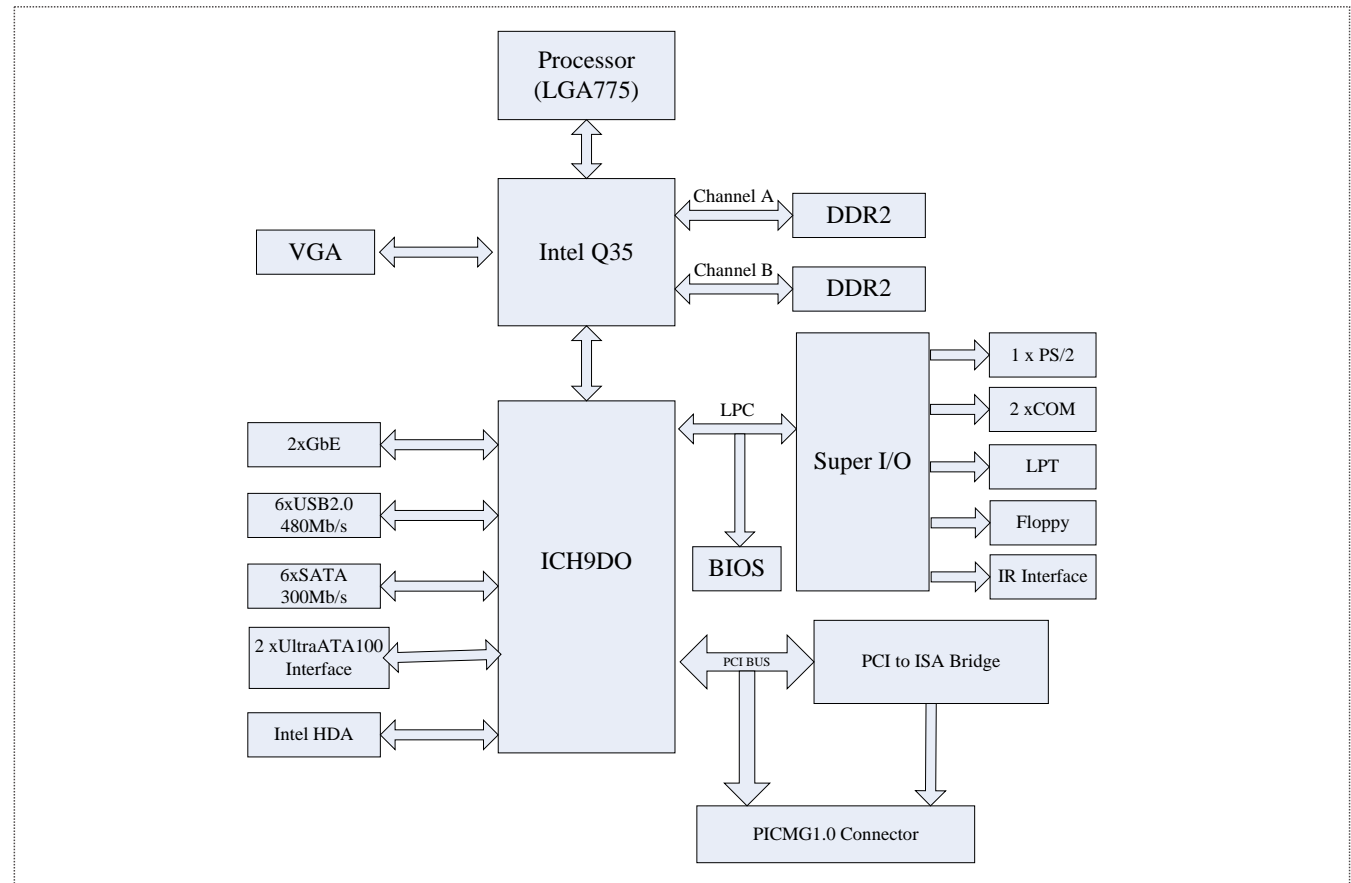 Processor
(LGA775)
Channel A
DDR2
VGA
Intel Q35
Channel B
DDR2
1 x PS/2
LPC
2 xCOM
2xGbE
Super I/O
LPT
6xUSB2.0
480Mb/s
Floppy
ICH9DO
BIOS
6xSATA
300Mb/s
IR Interface
2 xUltraATA100
Interface
PCI BUS
PCI to ISA Bridge
Intel HDA
PICMG1.0 Connector